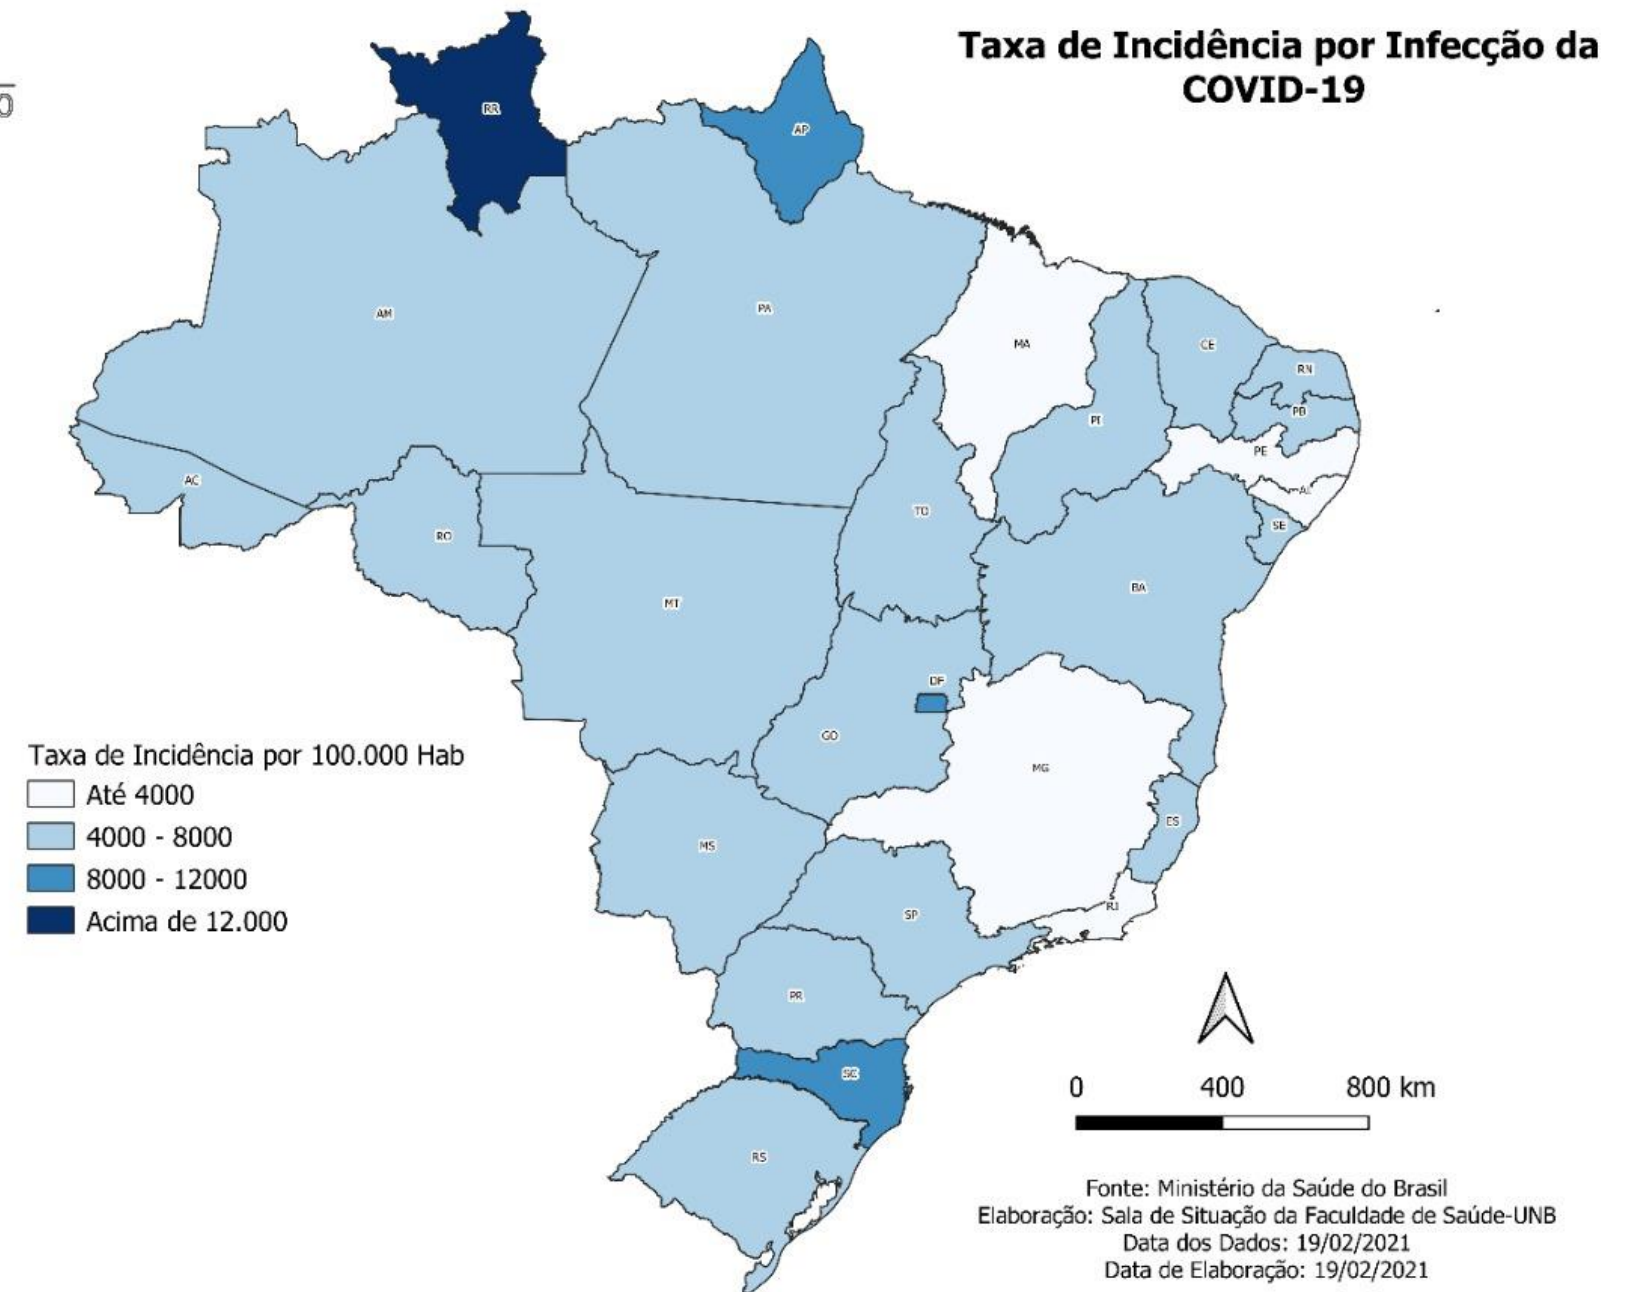 Taxa de Incidência por Infecção da
COVID-19
RR
AP
AM
PA
MA
CE
RN
PB
PI
PE
AL
AC
TO
SE
RO
BA
MT
DF
GO
MG
ES
MS
RJ
SP
PR
SC
RS
Taxa de Incidência por 100.000 Hab
Até 4000
4000 - 8000
8000 - 12000
Acima de 12.000
0 400 800 km
Fonte: Ministério da Saúde do Brasil
Elaboração: Sala de Situação da Faculdade de Saúde-UNB
Data dos Dados: 19/02/2021
Data de Elaboração: 19/02/2021